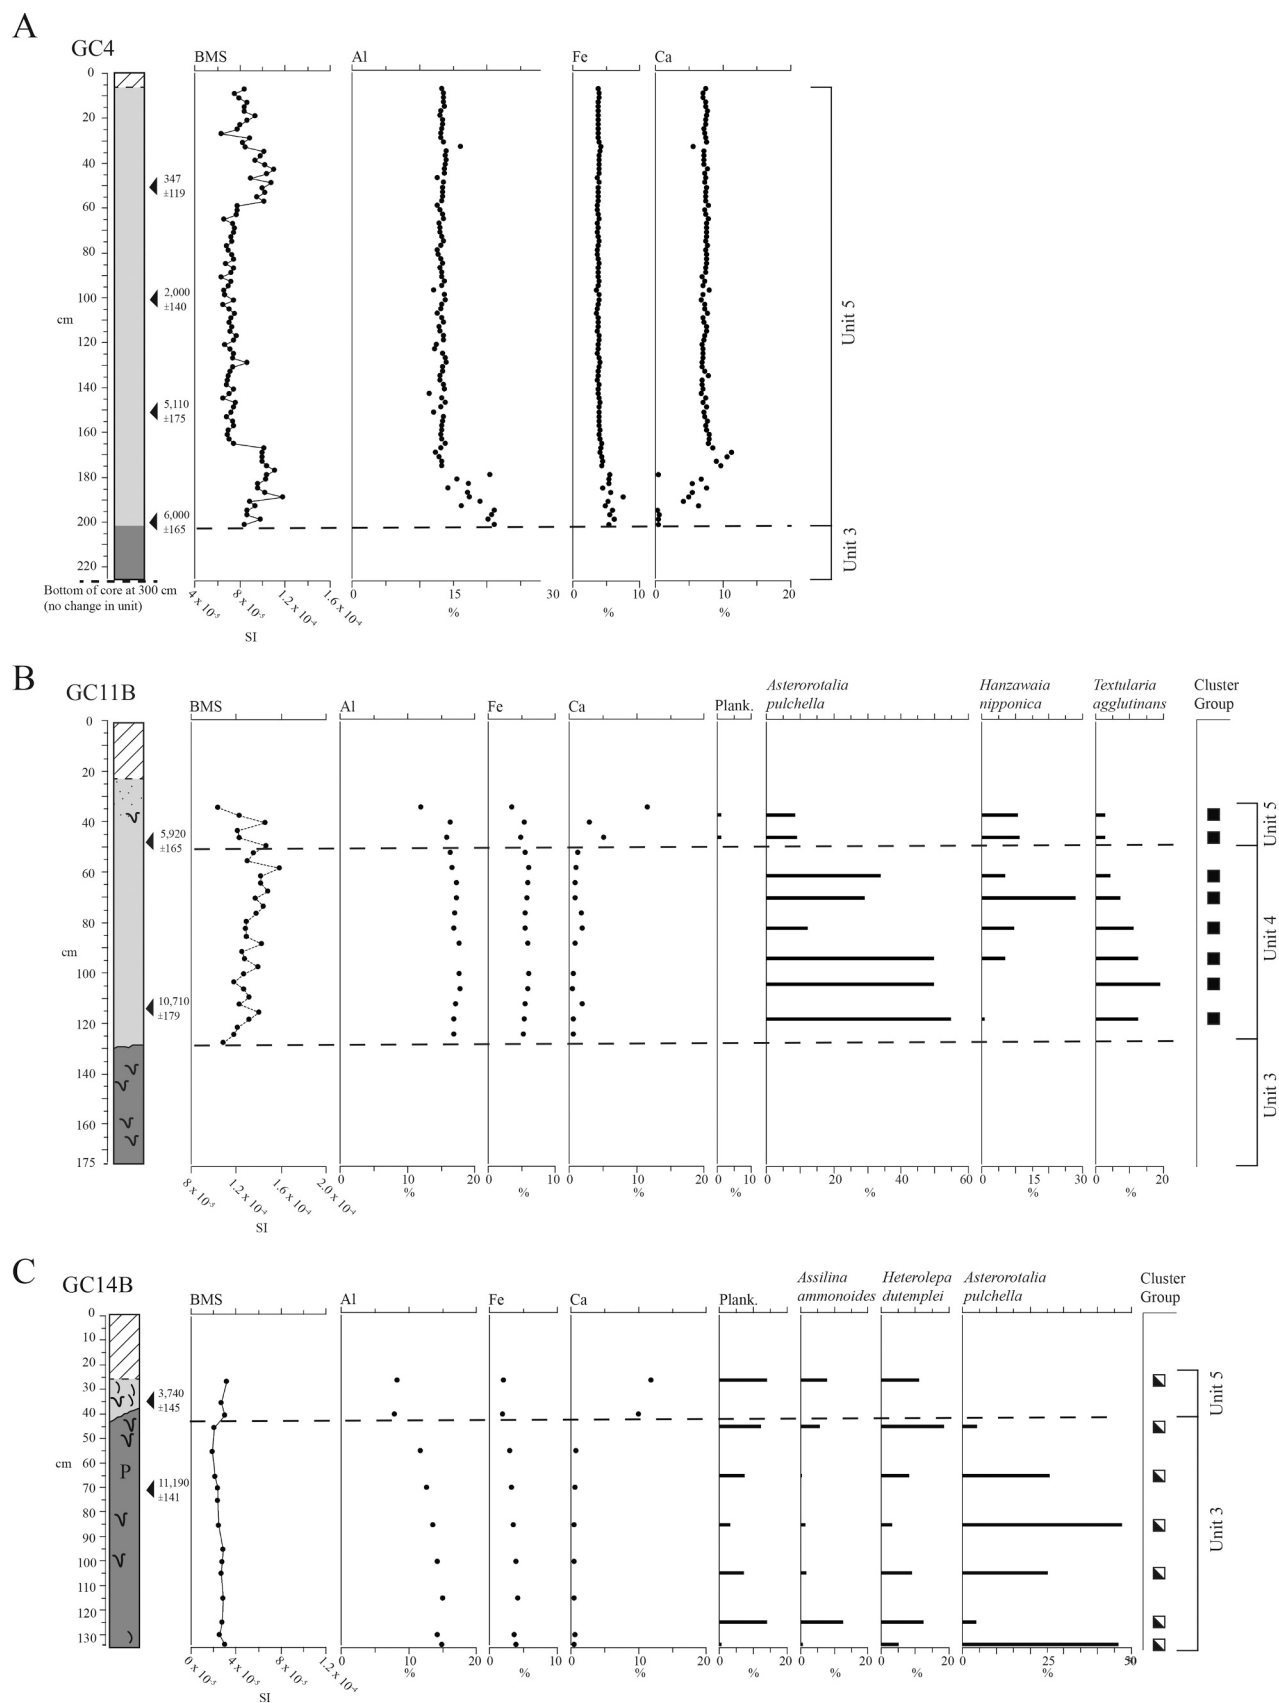 A
GC4
BMS Al Fe Ca
0
20
40
60
80
100
cm
120
140
160
180
200
220
347
±119
2,000
±140
5,110
±175
6,000
±165
Unit 5
Unit 3
Bottom of core at 300 cm
(no change in unit)
4 x 10⁻⁵ 8 x 10⁻⁵ 1.2 x 10⁻⁴ 1.6 x 10⁻⁴
SI
0 15 30
%
0 10
%
0 10 20
%
B
GC11B
BMS Al Fe Ca Plank.
Asterorotalia
pulchella
Hanzawaia
nipponica
Textularia
agglutinans
Cluster
Group
0
20
40
60
80
cm
100
120
140
160
175
5,920
±165
10,710
±179
Unit 5
Unit 4
Unit 3
8 x 10⁻⁵ 1.2 x 10⁻⁴ 1.6 x 10⁻⁴ 2.0 x 10⁻⁴
SI
0 10 20
%
0 10
%
0 10 20
%
0 10
%
0 20 40 60
%
0 30
%
0 20
%
C
GC14B
BMS Al Fe Ca Plank.
Assilina
ammonoides
Heterolepa
dutemplei
Asterorotalia
pulchella
Cluster
Group
0
10
20
30
40
50
cm
60
70
80
90
100
110
120
130
P
3,740
±145
11,190
±141
Unit 5
Unit 3
0 x 10⁻⁵ 4 x 10⁻⁵ 8 x 10⁻⁵ 1.2 x 10⁻⁴
SI
0 10 20
%
0 10
%
0 10 20
%
0 20
%
0 20
%
0 20
%
0 25 50
%